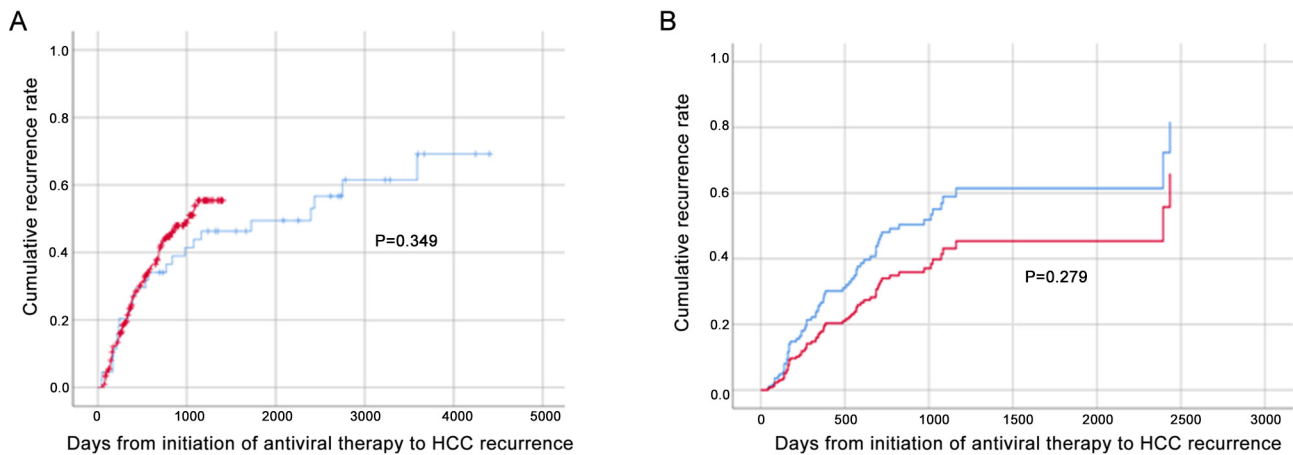 A
1.0
0.8
0.6
0.4
0.2
0.0
Cumulative recurrence rate
P=0.349
0 1000 2000 3000 4000 5000
Days from initiation of antiviral therapy to HCC recurrence
B
1.0
0.8
0.6
0.4
0.2
0.0
Cumulative recurrence rate
P=0.279
0 500 1000 1500 2000 2500 3000
Days from initiation of antiviral therapy to HCC recurrence